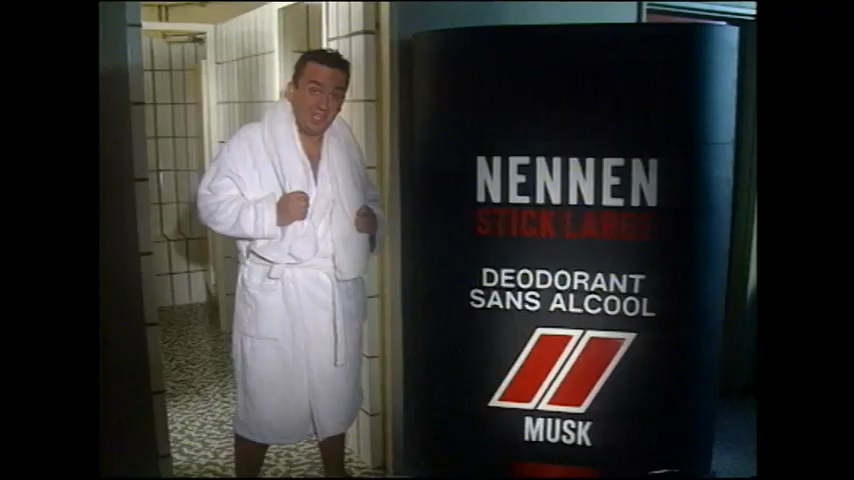 NENNEN
STICK LARGE
DEODORANT
SANS ALCOOL
MUSK